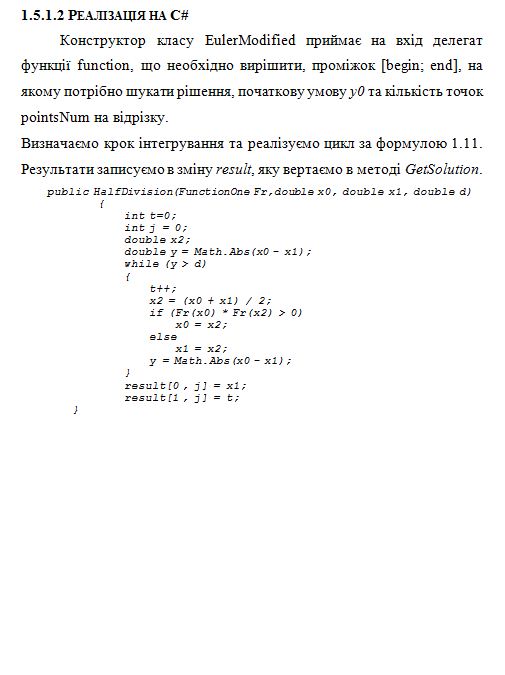 1.5.1.2 РЕАЛІЗАЦІЯ НА C#
Конструктор класу EulerModified приймає на вхід делегат
функції function, що необхідно вирішити, проміжок [begin; end], на
якому потрібно шукати рішення, початкову умову y0 та кількість точок
pointsNum на відрізку.
Визначаємо крок інтегрування та реалізуємо цикл за формулою 1.11.
Результати записуємо в зміну result, яку вертаємо в методі GetSolution.
public HalfDivision(FunctionOne Fr,double x0, double x1, double d)
{
int t=0;
int j = 0;
double x2;
double y = Math.Abs(x0 - x1);
while (y > d)
{
t++;
x2 = (x0 + x1) / 2;
if (Fr(x0) * Fr(x2) > 0)
x0 = x2;
else
x1 = x2;
y = Math.Abs(x0 - x1);
}
result[0 , j] = x1;
result[1 , j] = t;
}